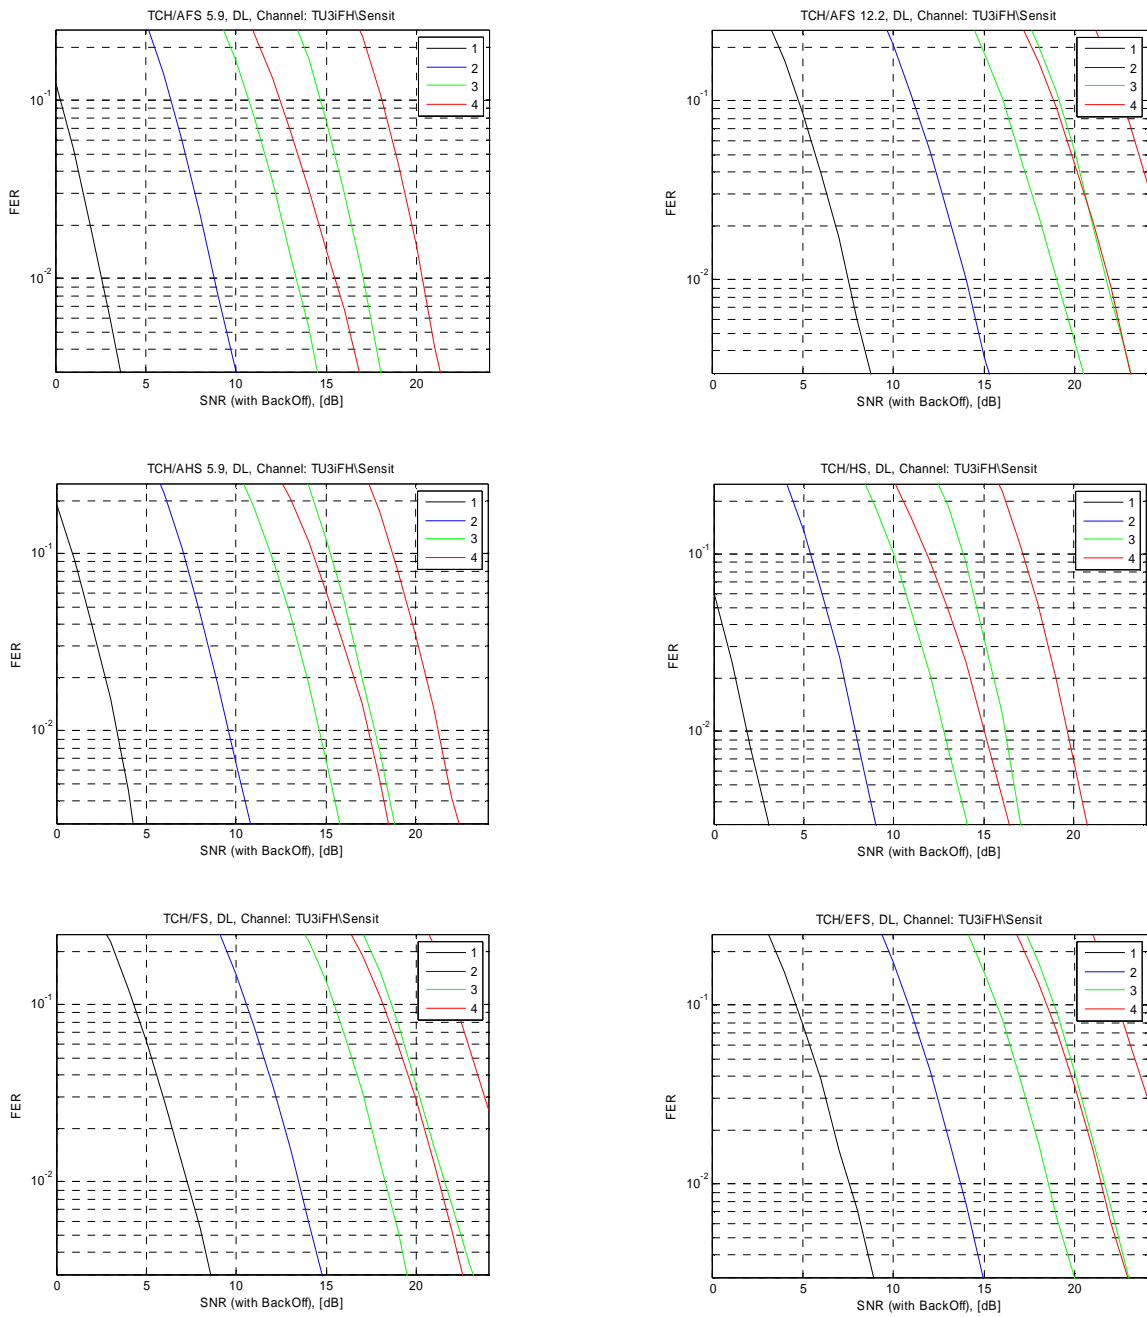 TCH/AFS 5.9, DL, Channel: TU3iFH\Sensit
FER
10^-1
10^-2
0 5 10 15 20
SNR (with BackOff), [dB]
1
2
3
4
TCH/AFS 12.2, DL, Channel: TU3iFH\Sensit
FER
10^-1
10^-2
0 5 10 15 20
SNR (with BackOff), [dB]
1
2
3
4
TCH/AHS 5.9, DL, Channel: TU3iFH\Sensit
FER
10^-1
10^-2
0 5 10 15 20
SNR (with BackOff), [dB]
1
2
3
4
TCH/HS, DL, Channel: TU3iFH\Sensit
FER
10^-1
10^-2
0 5 10 15 20
SNR (with BackOff), [dB]
1
2
3
4
TCH/FS, DL, Channel: TU3iFH\Sensit
FER
10^-1
10^-2
0 5 10 15 20
SNR (with BackOff), [dB]
1
2
3
4
TCH/EFS, DL, Channel: TU3iFH\Sensit
FER
10^-1
10^-2
0 5 10 15 20
SNR (with BackOff), [dB]
1
2
3
4